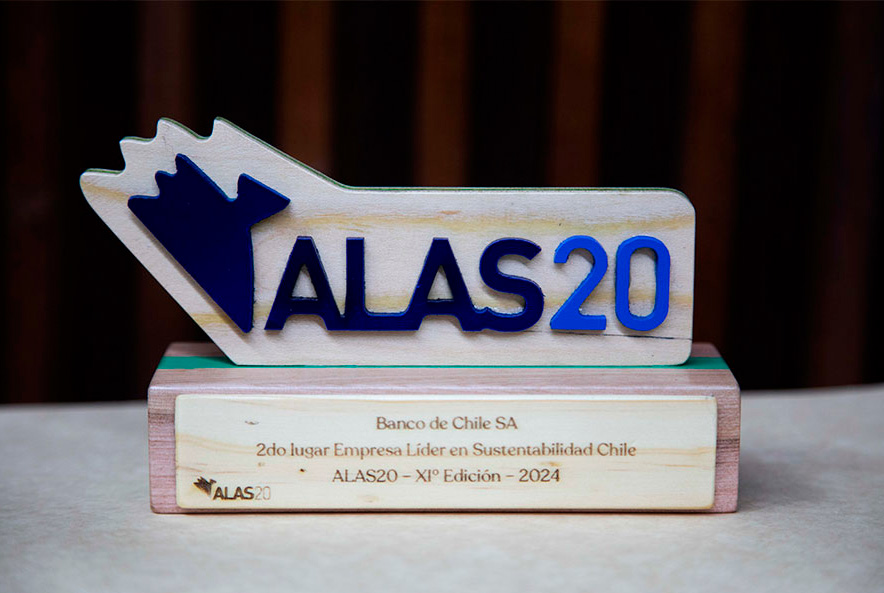 ALAS20
Banco de Chile SA
2do lugar Empresa Líder en Sustentabilidad Chile
ALAS20 – XIº Edición – 2024
ALAS20